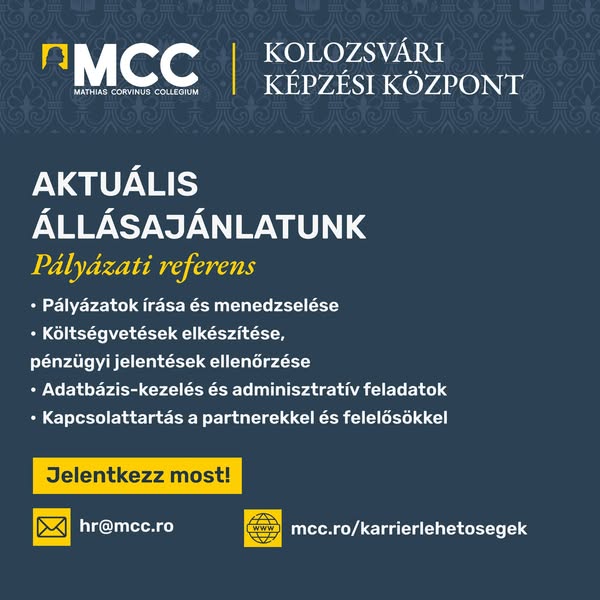 MCC
MATHIAS CORVINUS COLLEGIUM
KOLOZSVÁRI
KÉPZÉSI KÖZPONT
AKTUÁLIS
ÁLLÁSAJÁNLATUNK
Pályázati referens
• Pályázatok írása és menedzselése
• Költségvetések elkészítése,
pénzügyi jelentések ellenőrzése
• Adatbázis-kezelés és adminisztratív feladatok
• Kapcsolattartás a partnerekkel és felelősökkel
Jelentkezz most!
hr@mcc.ro
WWW
mcc.ro/karrierlehetosegek